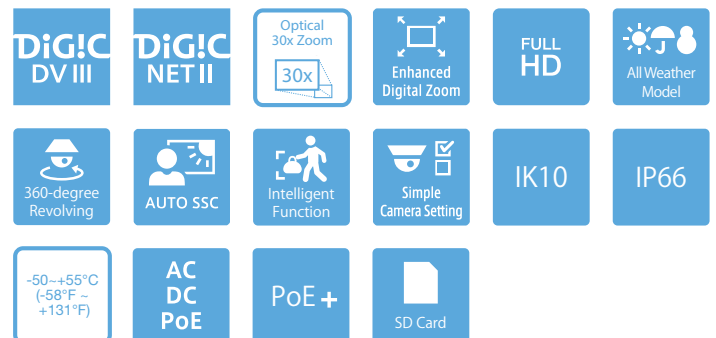 DiG!C
DV III
DiG!C
NET II
Optical
30x Zoom
30x
Enhanced
Digital Zoom
FULL
HD
All Weather
Model
360-degree
Revolving
AUTO SSC
Intelligent
Function
Simple
Camera Setting
IK10
IP66
-50~+55°C
(-58°F ~
+131°F)
AC
DC
PoE
PoE +
SD Card